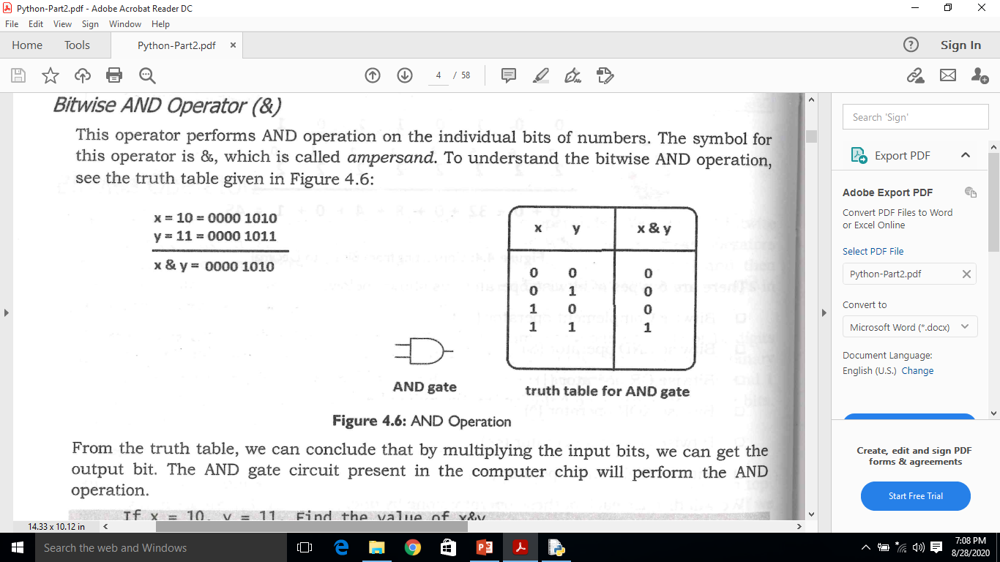 Python-Part2.pdf - Adobe Acrobat Reader DC
File Edit View Sign Window Help
Home Tools Python-Part2.pdf × Sign In
4 / 58
Bitwise AND Operator (&)
This operator performs AND operation on the individual bits of numbers. The symbol for
this operator is &, which is called ampersand. To understand the bitwise AND operation,
see the truth table given in Figure 4.6:
x = 10 = 0000 1010
y = 11 = 0000 1011
x & y = 0000 1010
x y x & y
0 0 0
0 1 0
1 0 0
1 1 1
AND gate
truth table for AND gate
Figure 4.6: AND Operation
From the truth table, we can conclude that by multiplying the input bits, we can get the
output bit. The AND gate circuit present in the computer chip will perform the AND
operation.
If x = 10, y = 11. Find the value of x&y
14.33 x 10.12 in
Search 'Sign'
Export PDF
Adobe Export PDF
Convert PDF Files to Word
or Excel Online
Select PDF File
Python-Part2.pdf
Convert to
Microsoft Word (*.docx)
Document Language:
English (U.S.) Change
Create, edit and sign PDF
forms & agreements
Start Free Trial
Search the web and Windows
7:08 PM
8/28/2020